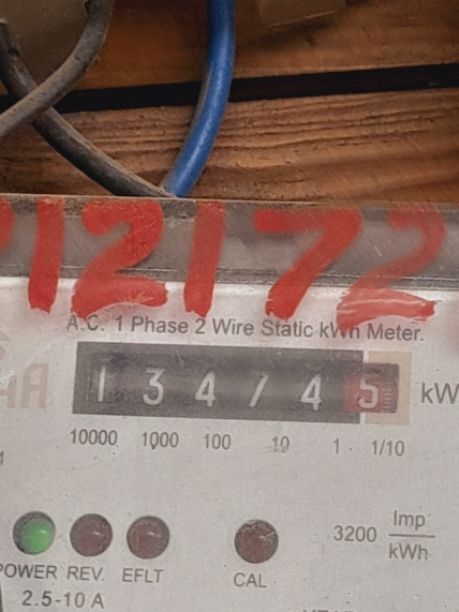 12172
A.C. 1 Phase 2 Wire Static kWh Meter.
1 3 4 7 4 5 kW
10000 1000 100 10 1 1/10
3200 Imp/kWh
POWER REV. EFLT CAL
2.5-10 A